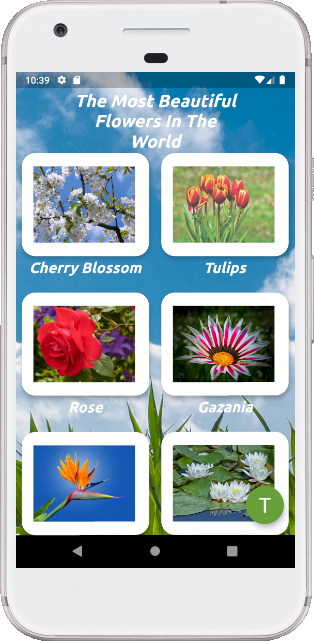 10:39
The Most Beautiful
Flowers In The
World
Cherry Blossom
Tulips
Rose
Gazania
T